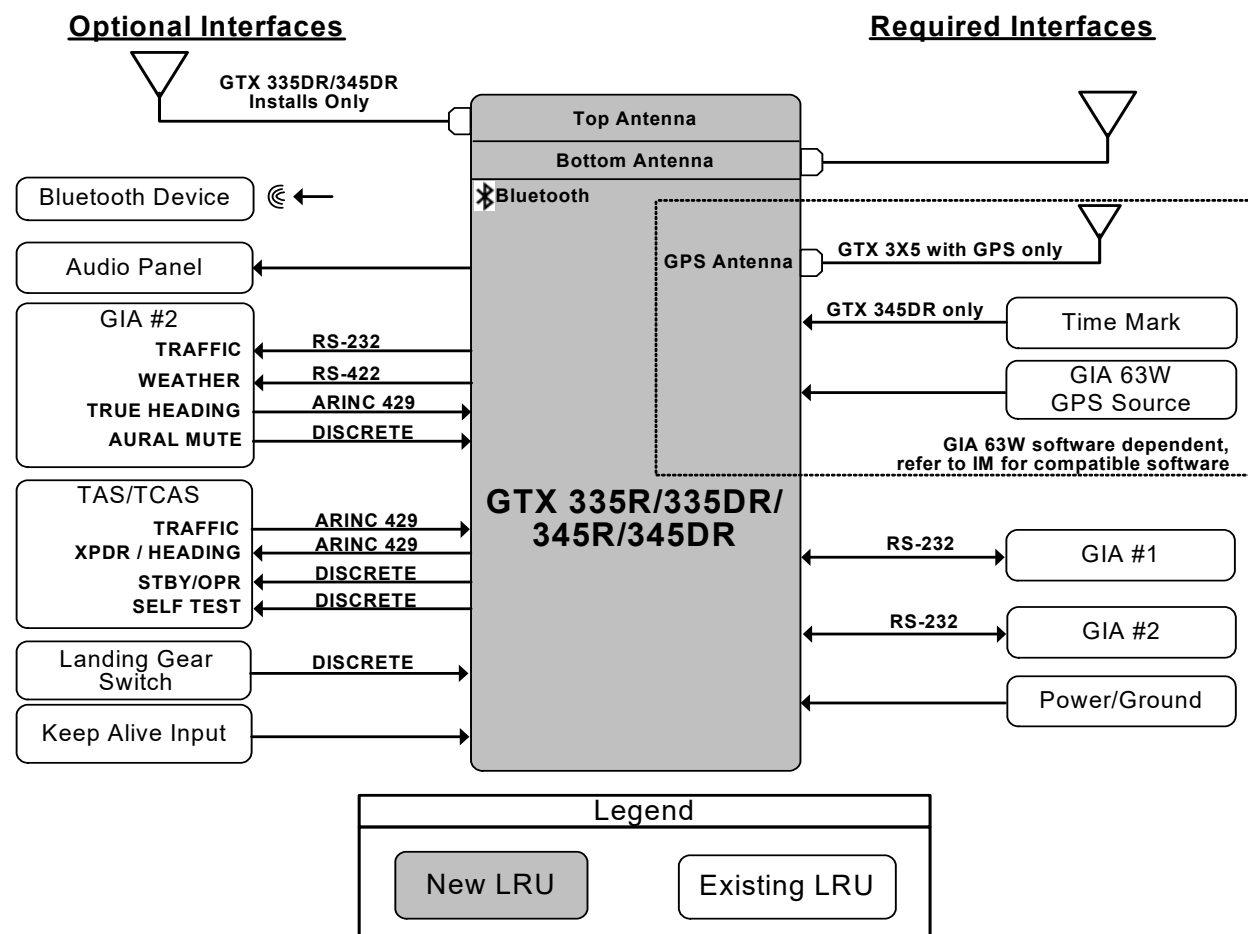 Optional Interfaces
Required Interfaces
GTX 335DR/345DR
Installs Only
Top Antenna
Bottom Antenna
Bluetooth Device
Bluetooth
Audio Panel
GPS Antenna
GTX 3X5 with GPS only
GIA #2
TRAFFIC
RS-232
WEATHER
RS-422
TRUE HEADING
ARINC 429
AURAL MUTE
DISCRETE
GTX 345DR only
Time Mark
GIA 63W
GPS Source
GIA 63W software dependent,
refer to IM for compatible software
TAS/TCAS
TRAFFIC
ARINC 429
XPDR / HEADING
ARINC 429
STBY/OPR
DISCRETE
SELF TEST
DISCRETE
GTX 335R/335DR/
345R/345DR
RS-232
GIA #1
RS-232
GIA #2
Landing Gear
Switch
DISCRETE
Power/Ground
Keep Alive Input
Legend
New LRU
Existing LRU